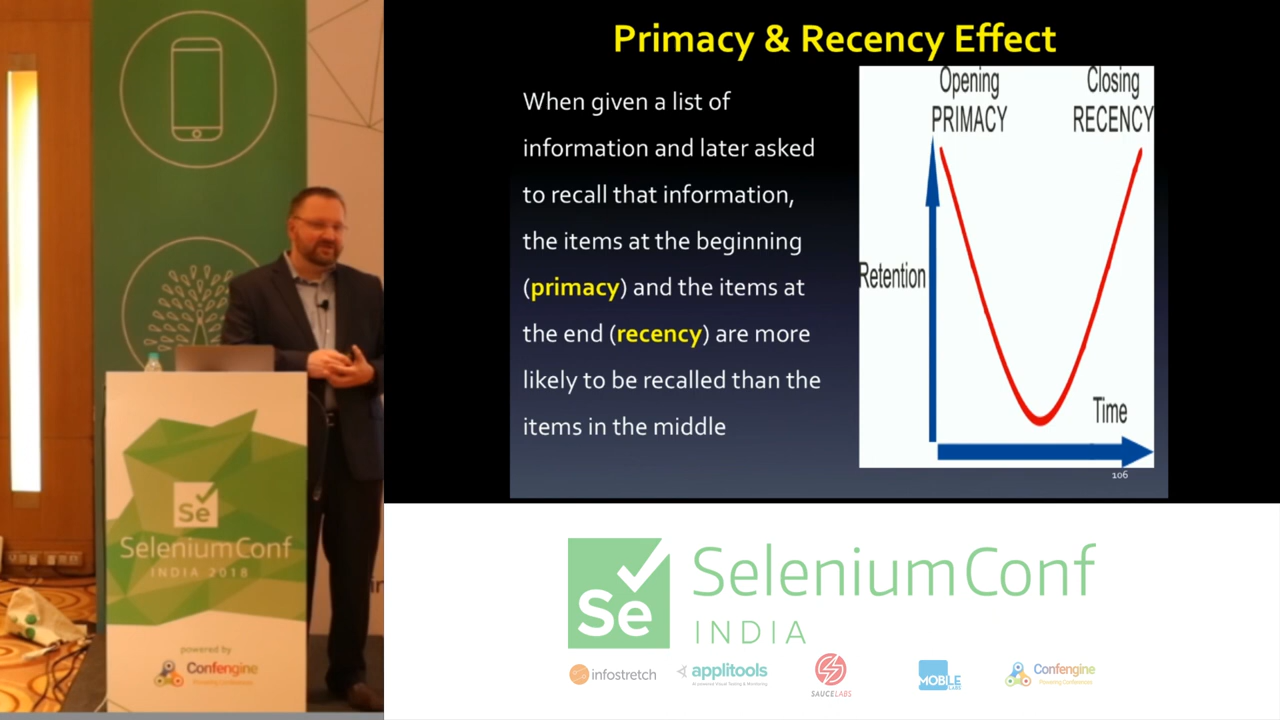 Primacy & Recency Effect
When given a list of
information and later asked
to recall that information,
the items at the beginning
(primacy) and the items at
the end (recency) are more
likely to be recalled than the
items in the middle
Opening
PRIMACY
Closing
RECENCY
Retention
Time
106
Se
SeleniumConf
INDIA 2018
powered by
Confengine
Se
SeleniumConf
INDIA
infostretch
applitools
SAUCELABS
MOBILE
LABS
Confengine